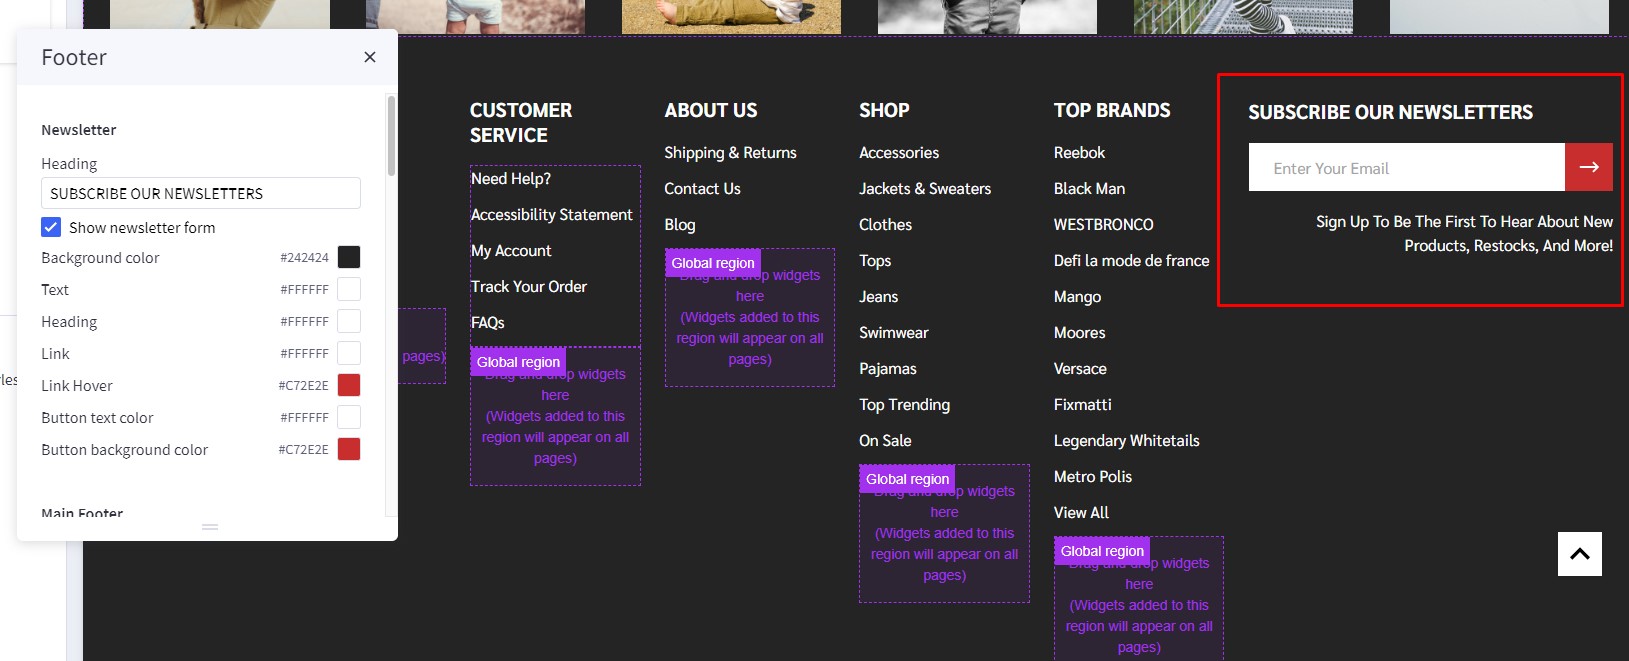 Footer
Newsletter
Heading
SUBSCRIBE OUR NEWSLETTERS
Show newsletter form
Background color #242424
Text #FFFFFF
Heading #FFFFFF
Link #FFFFFF
Link Hover #C72E2E
Button text color #FFFFFF
Button background color #C72E2E
Main Footer
pages)
CUSTOMER
SERVICE
Need Help?
Accessibility Statement
My Account
Track Your Order
FAQs
Global region
Drag and drop widgets
here
(Widgets added to this
region will appear on all
pages)
ABOUT US
Shipping & Returns
Contact Us
Blog
Global region
Drag and drop widgets
here
(Widgets added to this
region will appear on all
pages)
SHOP
Accessories
Jackets & Sweaters
Clothes
Tops
Jeans
Swimwear
Pajamas
Top Trending
On Sale
Global region
Drag and drop widgets
here
(Widgets added to this
region will appear on all
pages)
TOP BRANDS
Reebok
Black Man
WESTBRONCO
Defi la mode de france
Mango
Moores
Versace
Fixmatti
Legendary Whitetails
Metro Polis
View All
Global region
Drag and drop widgets
here
(Widgets added to this
region will appear on all
pages)
SUBSCRIBE OUR NEWSLETTERS
Enter Your Email
Sign Up To Be The First To Hear About New
Products, Restocks, And More!